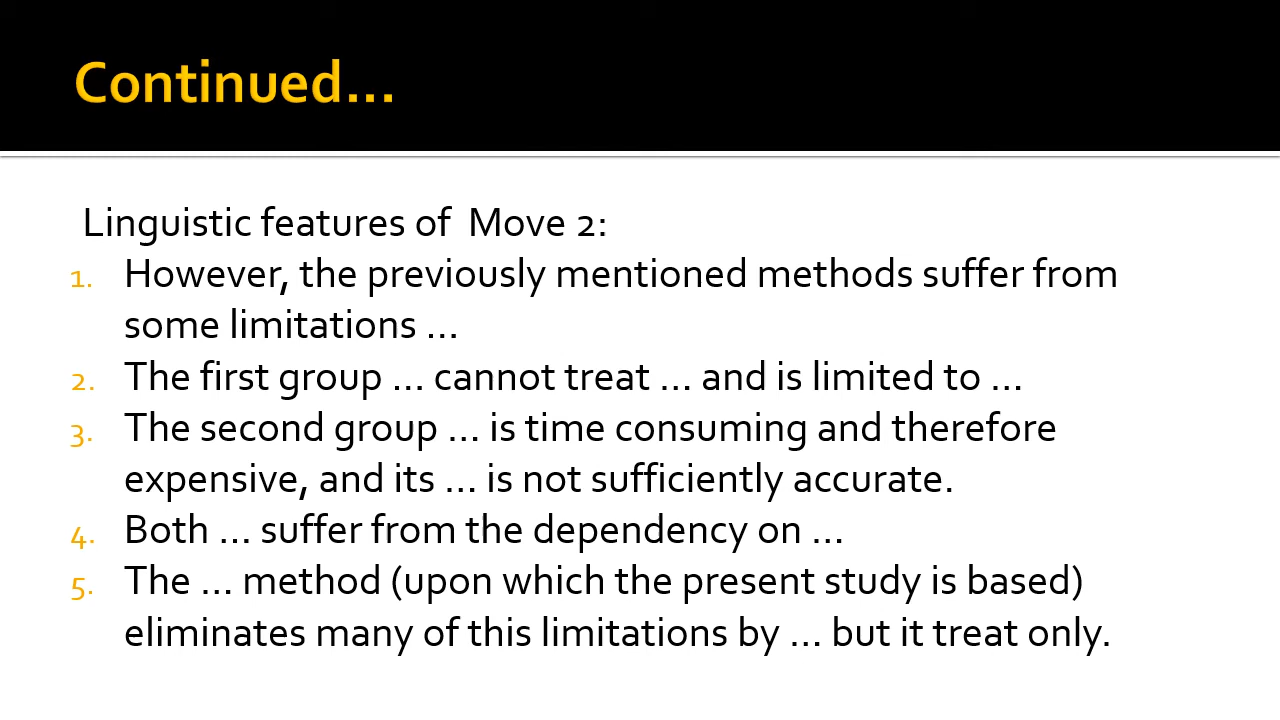 Continued...
Linguistic features of  Move 2:
1. However, the previously mentioned methods suffer from
some limitations ...
2. The first group ... cannot treat ... and is limited to ...
3. The second group ... is time consuming and therefore
expensive, and its ... is not sufficiently accurate.
4. Both ... suffer from the dependency on ...
5. The ... method (upon which the present study is based)
eliminates many of this limitations by ... but it treat only.